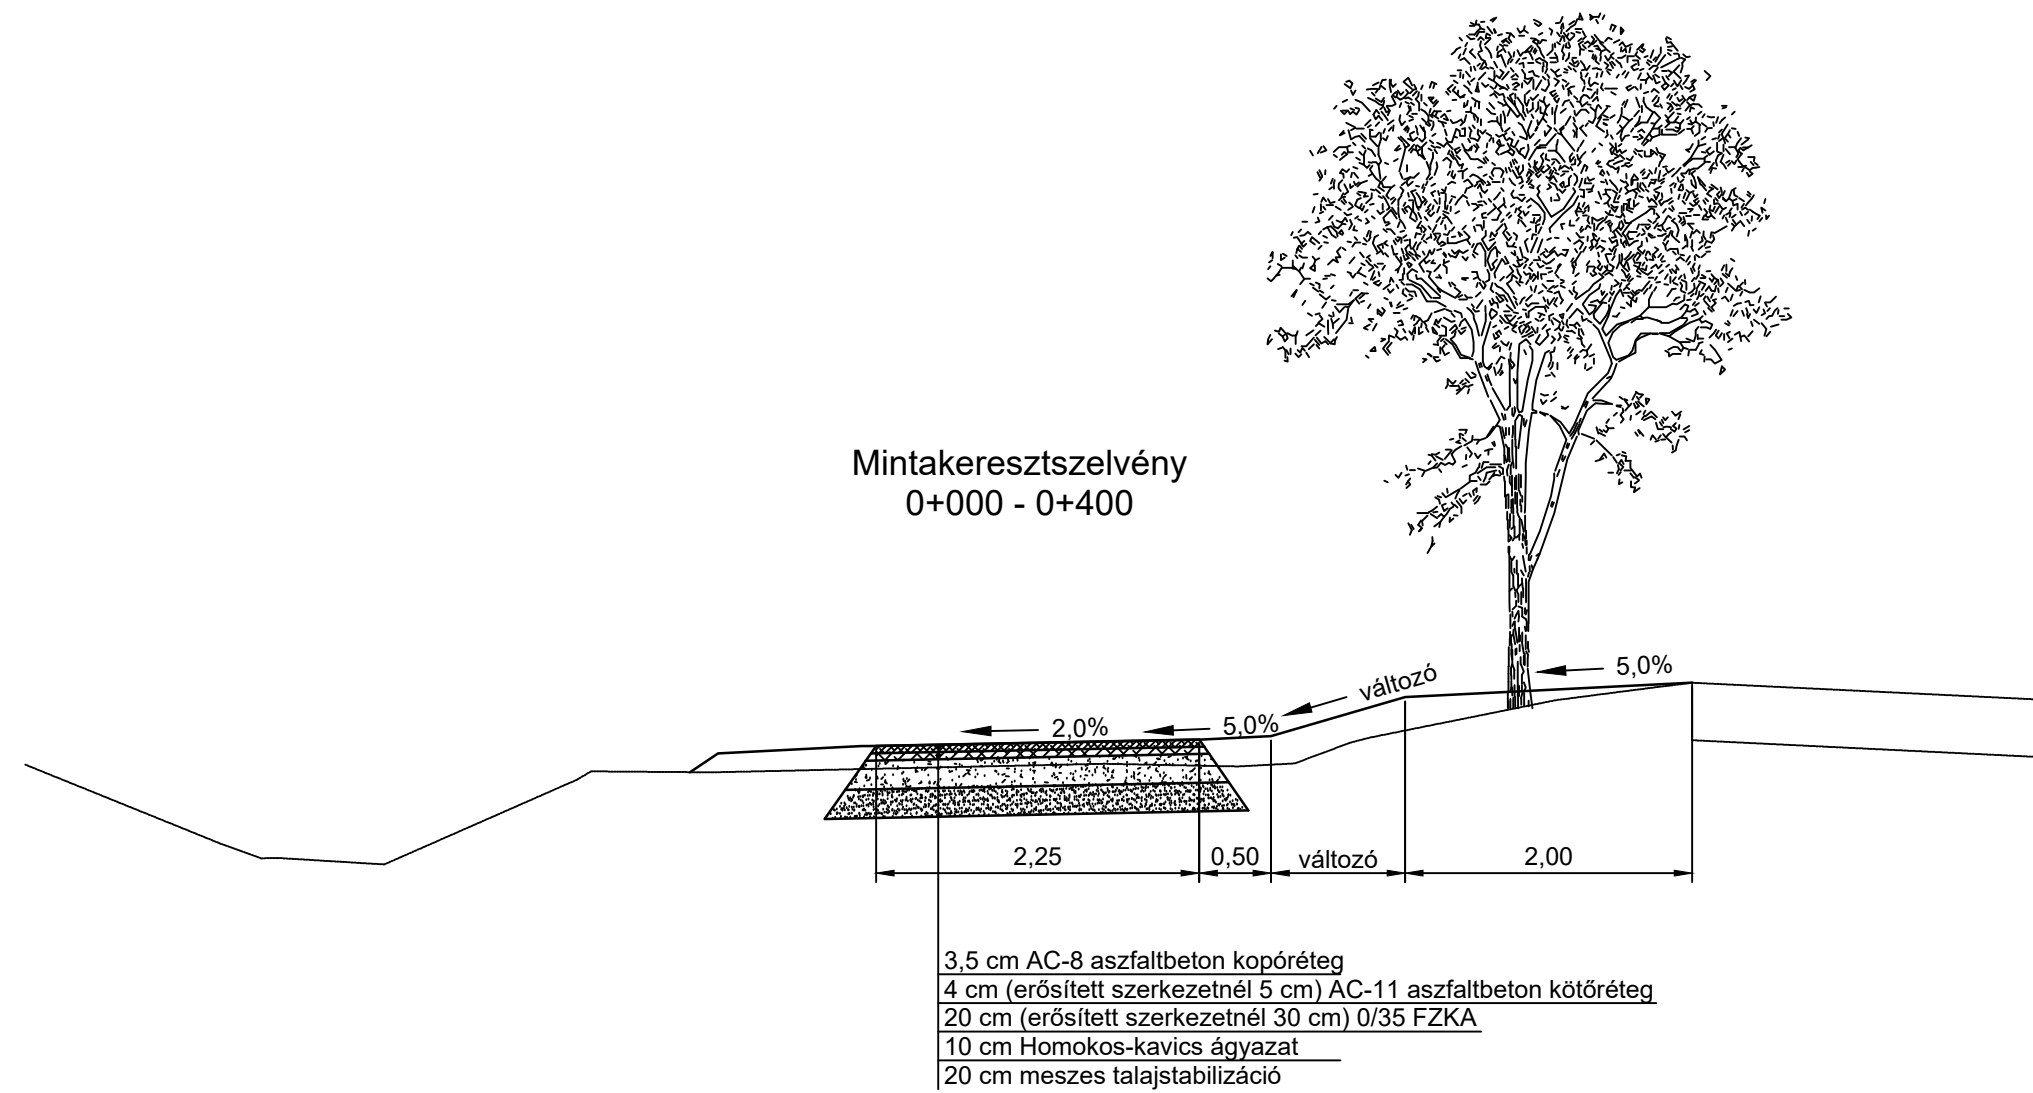 Mintakeresztszelvény
0+000 - 0+400
5,0%
változó
2,0%
5,0%
2,25
0,50
változó
2,00
3,5 cm AC-8 aszfaltbeton kopóréteg
4 cm (erősített szerkezetnél 5 cm) AC-11 aszfaltbeton kötőréteg
20 cm (erősített szerkezetnél 30 cm) 0/35 FZKA
10 cm Homokos-kavics ágyazat
20 cm meszes talajstabilizáció